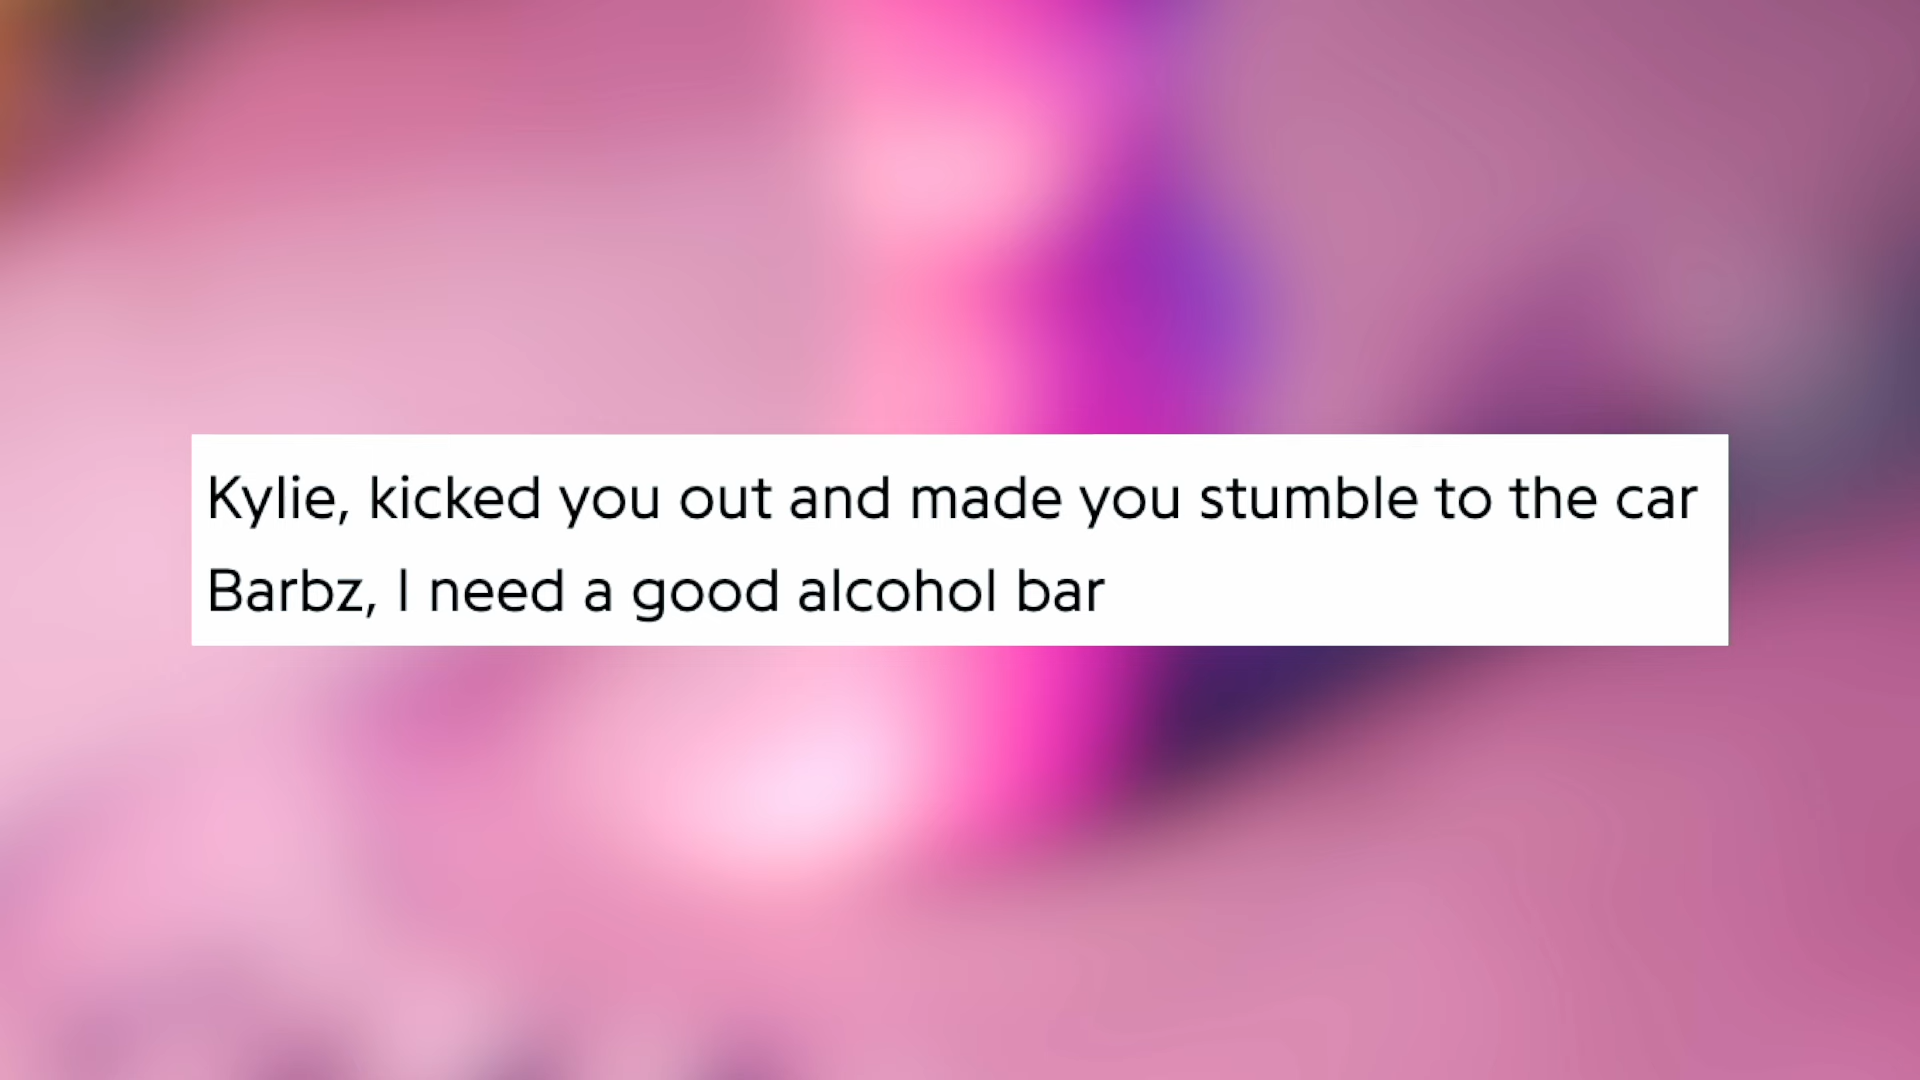 Kylie, kicked you out and made you stumble to the car
Barbz, I need a good alcohol bar